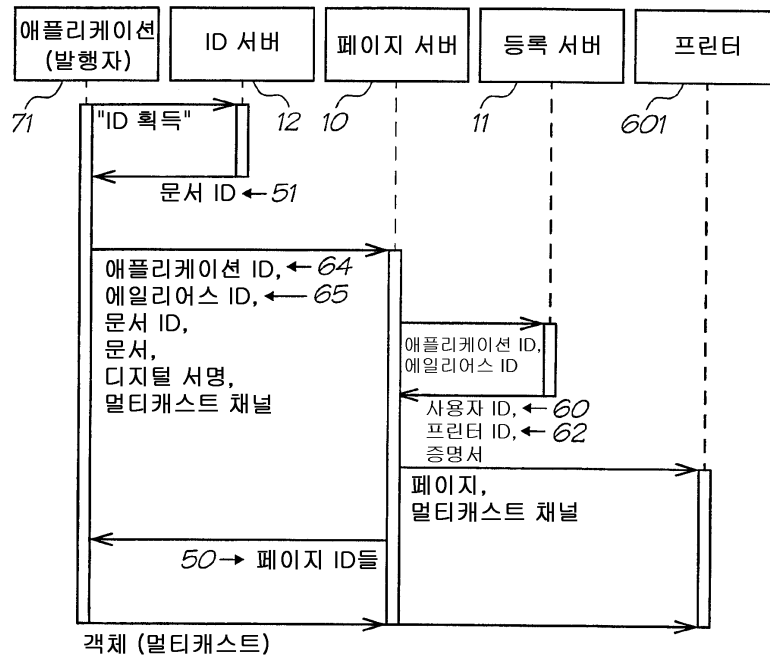 애플리케이션
(발행자)
ID 서버
페이지 서버
등록 서버
프린터
71
12
10
11
601
"ID 획득"
문서 ID ← 51
애플리케이션 ID, ← 64
에일리어스 ID, ← 65
문서 ID,
문서,
디지털 서명,
멀티캐스트 채널
애플리케이션 ID,
에일리어스 ID
사용자 ID, ← 60
프린터 ID, ← 62
증명서
페이지,
멀티캐스트 채널
50 → 페이지 ID들
객체 (멀티캐스트)